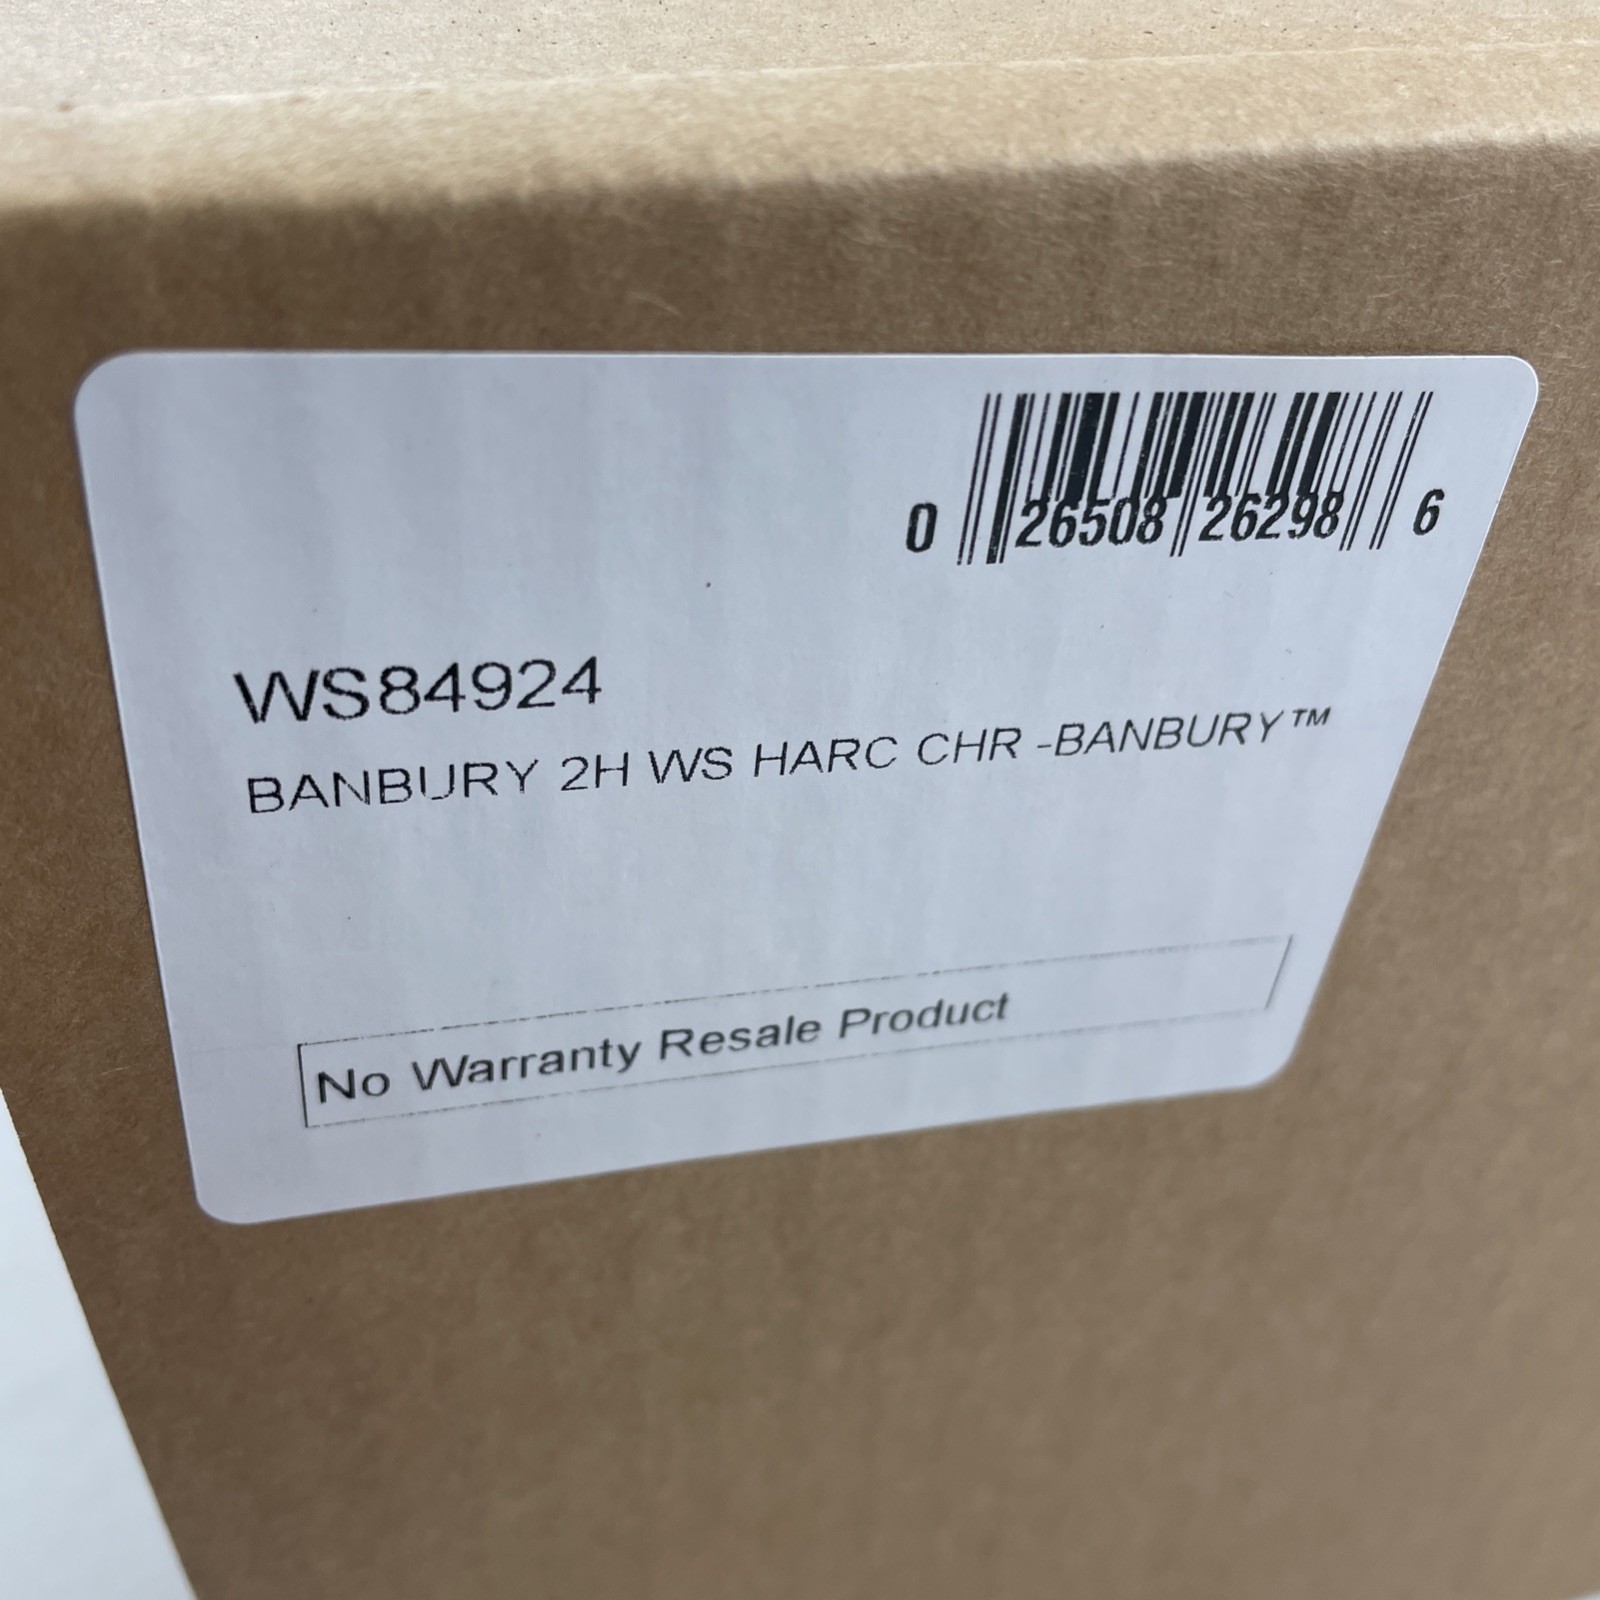 0 26508 26298 6
WS84924
BANBURY 2H WS HARC CHR -BANBURY™
No Warranty Resale Product